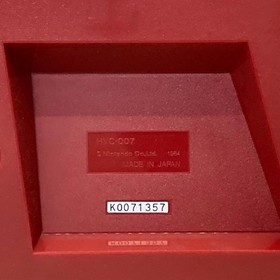 HVC-007
© Nintendo Co.,Ltd. 1984
MADE IN JAPAN
K0071357